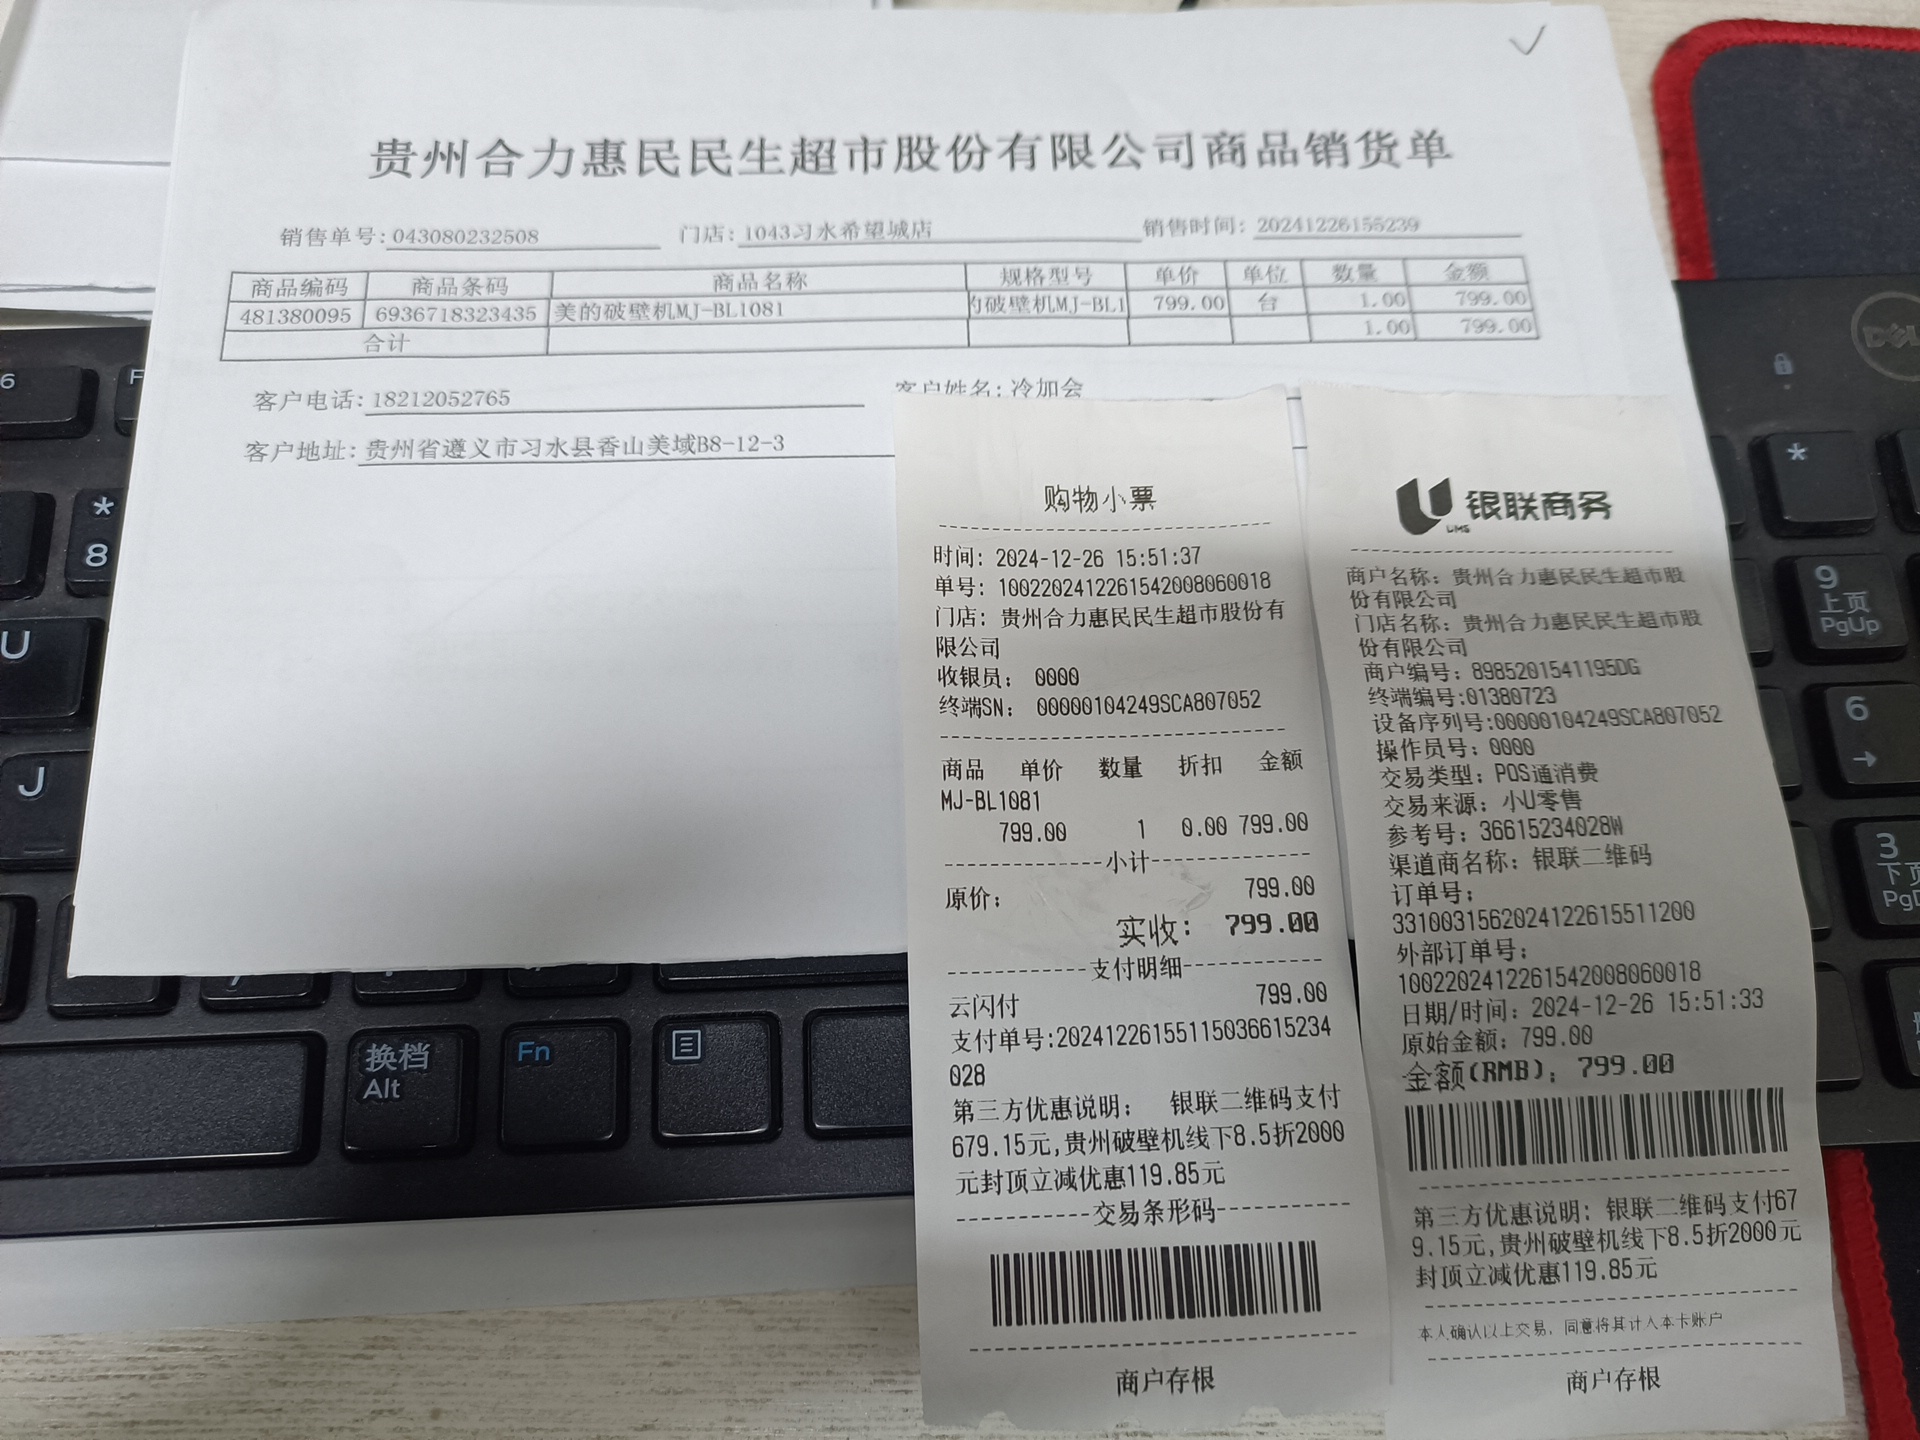 贵州合力惠民民生超市股份有限公司商品销货单
销售单号:043080232508 门店:1043习水希望城店 销售时间:20241226155239
商品编码 商品条码 商品名称 规格型号 单价 单位 数量 金额
481380095 6936718323435 美的破壁机MJ-BL1081 的破壁机MJ-BL1 799.00 台 1.00 799.00
合计 1.00 799.00
客户电话:18212052765 客户姓名:冷加会
客户地址:贵州省遵义市习水县香山美域B8-12-3
购物小票
时间: 2024-12-26 15:51:37
单号: 1002202412261542008060018
门店: 贵州合力惠民民生超市股份有
限公司
收银员: 0000
终端SN: 00000104249SCA807052
商品 单价 数量 折扣 金额
MJ-BL1081
799.00 1 0.00 799.00
小计
原价: 799.00
实收: 799.00
支付明细
云闪付 799.00
支付单号:20241226155115036615234
028
第三方优惠说明: 银联二维码支付
679.15元,贵州破壁机线下8.5折2000
元封顶立减优惠119.85元
交易条形码
商户存根
银联商务
UMS
商户名称: 贵州合力惠民民生超市股
份有限公司
门店名称: 贵州合力惠民民生超市股
份有限公司
商户编号: 8985201541195DG
终端编号:01380723
设备序列号:00000104249SCA807052
操作员号: 0000
交易类型: POS通消费
交易来源: 小U零售
参考号: 36615234028W
渠道商名称: 银联二维码
订单号:
33100315620241226155112​00
外部订单号:
1002202412261542008060018
日期/时间: 2024-12-26 15:51:33
原始金额: 799.00
金额(RMB): 799.00
第三方优惠说明: 银联二维码支付67
9.15元,贵州破壁机线下8.5折2000元
封顶立减优惠119.85元
本人确认以上交易, 同意将其计入本卡账户
商户存根
6
F
*
8
U
J
换档
Alt
Fn
*
9
上页
PgUp
6
→
3
下页
DELL